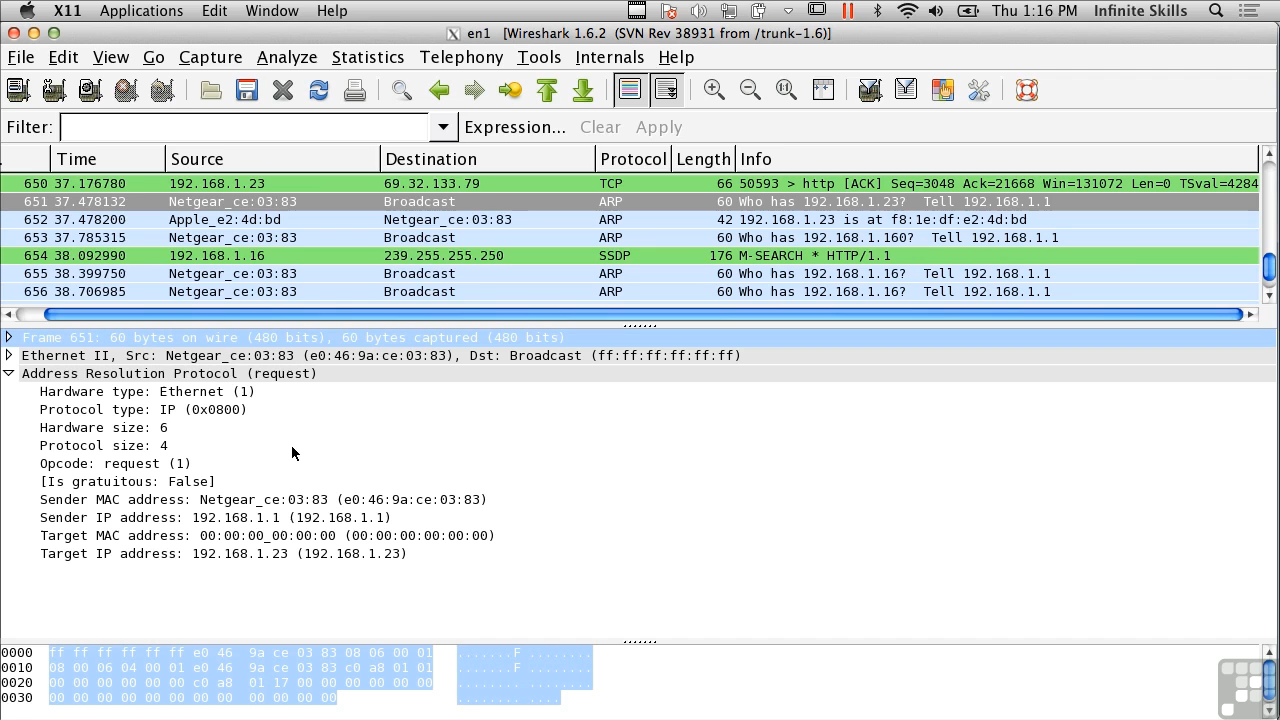 X11 Applications Edit Window Help Thu 1:16 PM Infinite Skills
en1 [Wireshark 1.6.2 (SVN Rev 38931 from /trunk-1.6)]
File Edit View Go Capture Analyze Statistics Telephony Tools Internals Help
Filter: Expression... Clear Apply
. Time Source Destination Protocol Length Info
650 37.176780 192.168.1.23 69.32.133.79 TCP 66 50593 > http [ACK] Seq=3048 Ack=21668 Win=131072 Len=0 TSval=4284
651 37.478132 Netgear_ce:03:83 Broadcast ARP 60 Who has 192.168.1.23? Tell 192.168.1.1
652 37.478200 Apple_e2:4d:bd Netgear_ce:03:83 ARP 42 192.168.1.23 is at f8:1e:df:e2:4d:bd
653 37.785315 Netgear_ce:03:83 Broadcast ARP 60 Who has 192.168.1.160? Tell 192.168.1.1
654 38.092990 192.168.1.16 239.255.255.250 SSDP 176 M-SEARCH * HTTP/1.1
655 38.399750 Netgear_ce:03:83 Broadcast ARP 60 Who has 192.168.1.16? Tell 192.168.1.1
656 38.706985 Netgear_ce:03:83 Broadcast ARP 60 Who has 192.168.1.16? Tell 192.168.1.1
Frame 651: 60 bytes on wire (480 bits), 60 bytes captured (480 bits)
Ethernet II, Src: Netgear_ce:03:83 (e0:46:9a:ce:03:83), Dst: Broadcast (ff:ff:ff:ff:ff:ff)
Address Resolution Protocol (request)
Hardware type: Ethernet (1)
Protocol type: IP (0x0800)
Hardware size: 6
Protocol size: 4
Opcode: request (1)
[Is gratuitous: False]
Sender MAC address: Netgear_ce:03:83 (e0:46:9a:ce:03:83)
Sender IP address: 192.168.1.1 (192.168.1.1)
Target MAC address: 00:00:00_00:00:00 (00:00:00:00:00:00)
Target IP address: 192.168.1.23 (192.168.1.23)
0000 ff ff ff ff ff ff e0 46 9a ce 03 83 08 06 00 01 .......F ........
0010 08 00 06 04 00 01 e0 46 9a ce 03 83 c0 a8 01 01 .......F ........
0020 00 00 00 00 00 00 c0 a8 01 17 00 00 00 00 00 00 ........ ........
0030 00 00 00 00 00 00 00 00 00 00 00 00 ........ ....